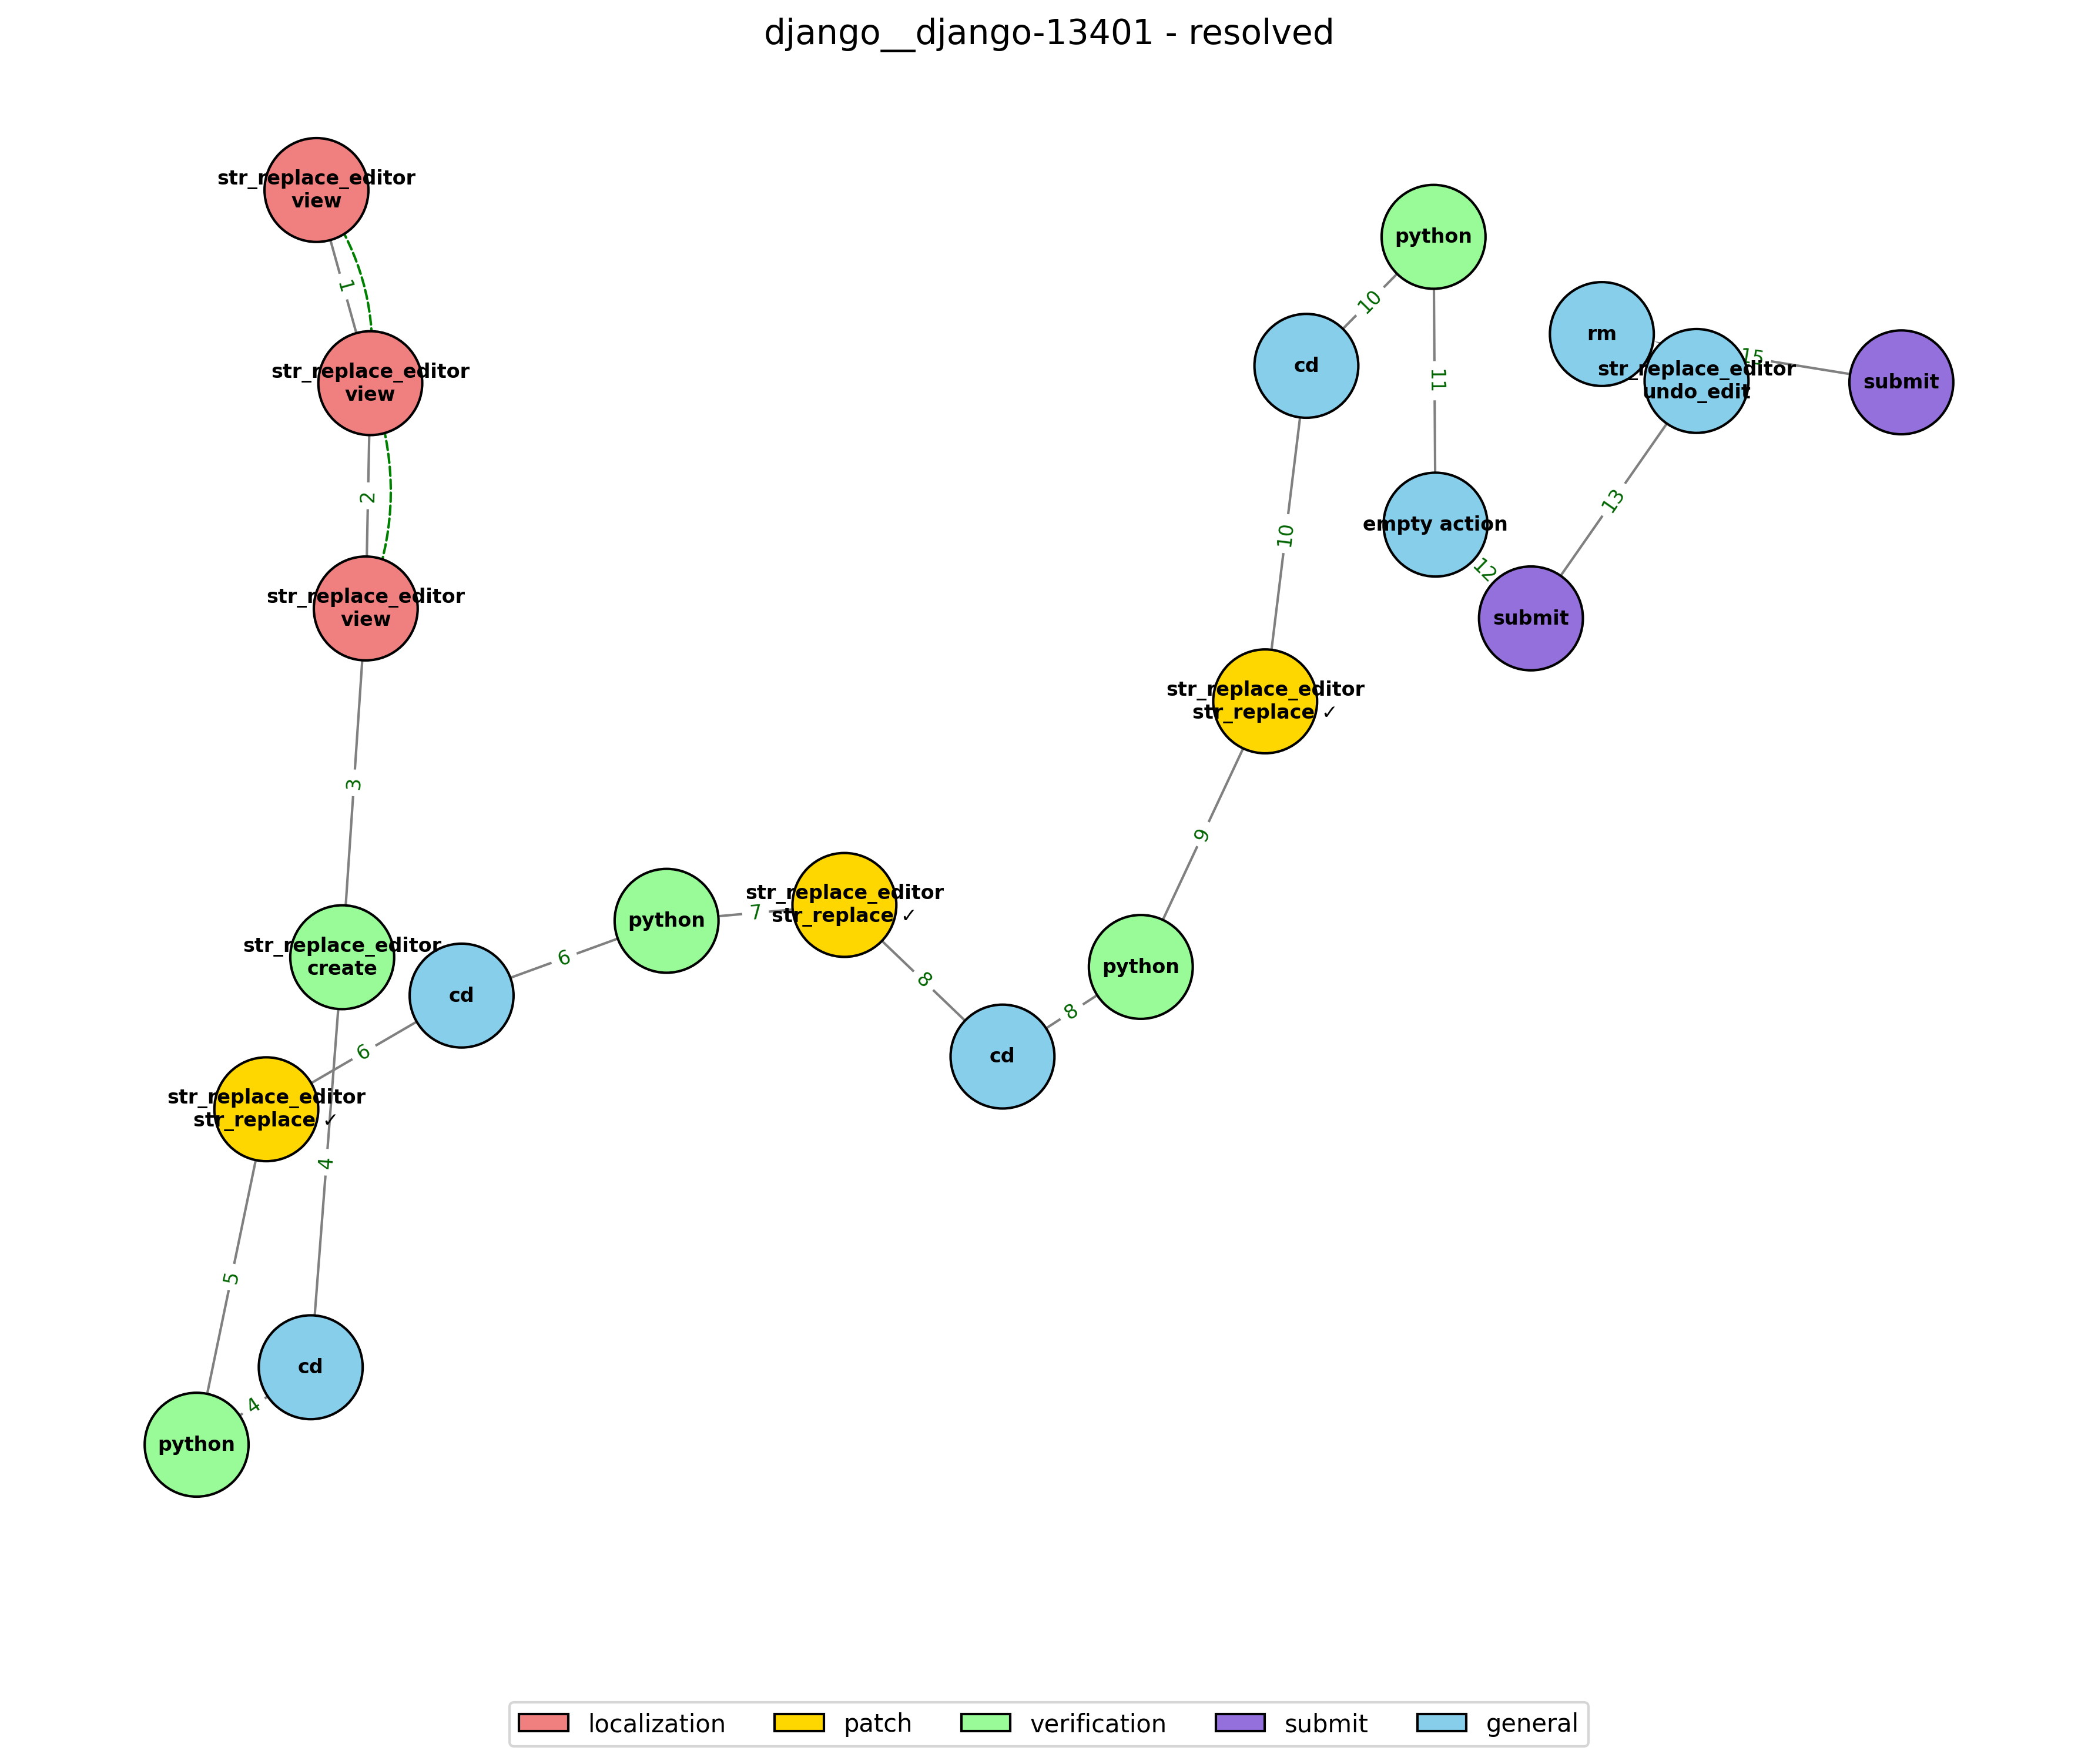 django__django-13401 - resolved
str_replace_editor
view
1
str_replace_editor
view
2
str_replace_editor
view
3
str_replace_editor
create
4
cd
4
python
5
str_replace_editor
str_replace ✓
6
cd
6
python
7
str_replace_editor
str_replace ✓
8
cd
8
python
9
str_replace_editor
str_replace ✓
10
cd
10
python
11
empty action
12
submit
13
str_replace_editor
undo_edit
rm
15
submit
localization
patch
verification
submit
general